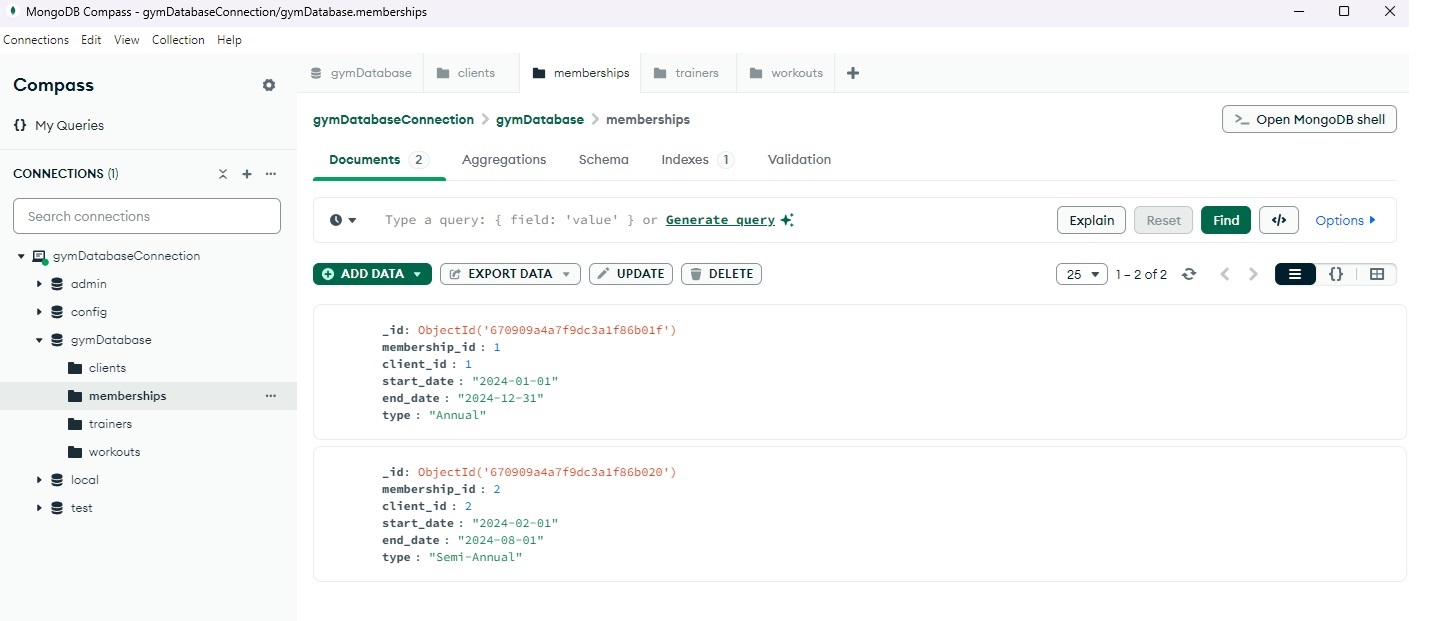 MongoDB Compass - gymDatabaseConnection/gymDatabase.memberships
Connections Edit View Collection Help
Compass
My Queries
CONNECTIONS (1)
Search connections
gymDatabaseConnection
admin
config
gymDatabase
clients
memberships
trainers
workouts
local
test
gymDatabase clients memberships trainers workouts
gymDatabaseConnection > gymDatabase > memberships
>_ Open MongoDB shell
Documents 2 Aggregations Schema Indexes 1 Validation
Type a query: { field: 'value' } or Generate query
Explain Reset Find </> Options
ADD DATA EXPORT DATA UPDATE DELETE
25 1 – 2 of 2 {}
_id: ObjectId('670909a4a7f9dc3a1f86b01f')
membership_id : 1
client_id : 1
start_date : "2024-01-01"
end_date : "2024-12-31"
type : "Annual"
_id: ObjectId('670909a4a7f9dc3a1f86b020')
membership_id : 2
client_id : 2
start_date : "2024-02-01"
end_date : "2024-08-01"
type : "Semi-Annual"